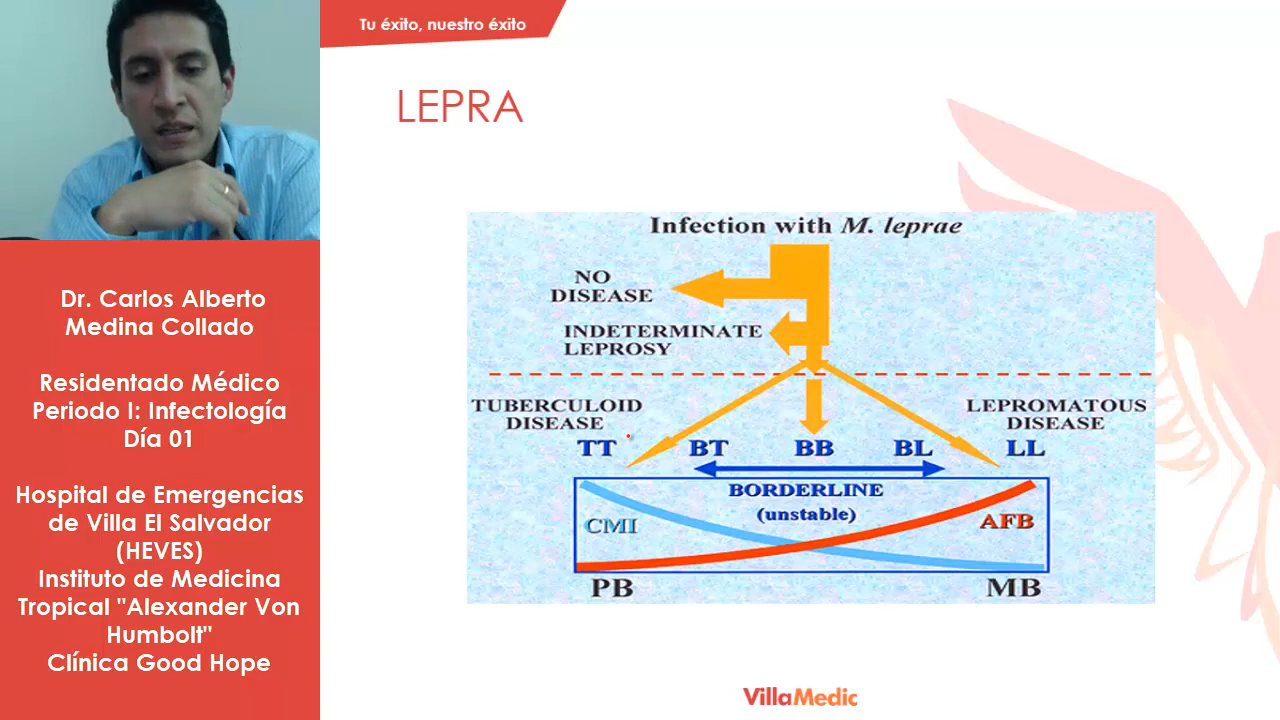 Tu éxito, nuestro éxito
LEPRA
Dr. Carlos Alberto
Medina Collado
Residentado Médico
Periodo I: Infectología
Día 01
Hospital de Emergencias
de Villa El Salvador
(HEVES)
Instituto de Medicina
Tropical "Alexander Von
Humbolt"
Clínica Good Hope
Infection with M. leprae
NO
DISEASE
INDETERMINATE
LEPROSY
TUBERCULOID
DISEASE
LEPROMATOUS
DISEASE
TT BT BB BL LL
BORDERLINE
(unstable)
CMI
AFB
PB
MB
VillaMedic